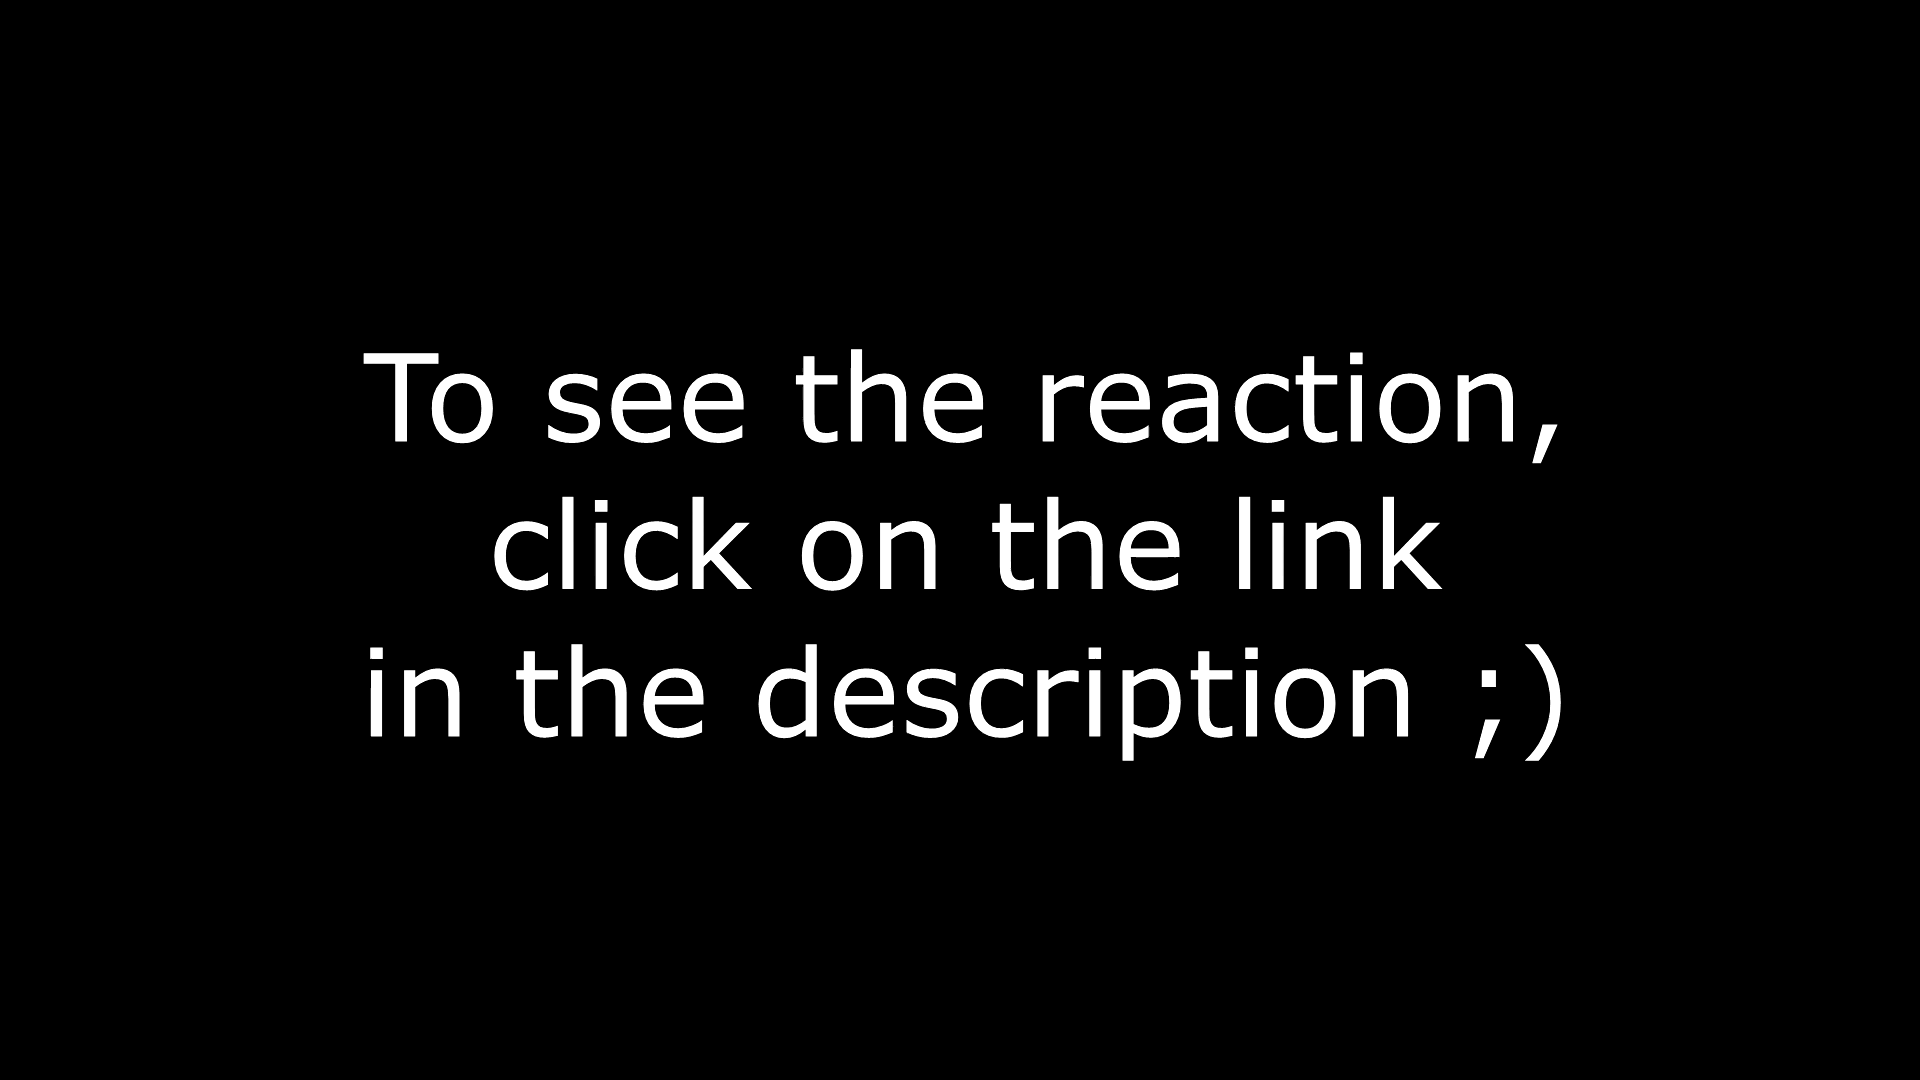 To see the reaction,
click on the link
in the description ;)